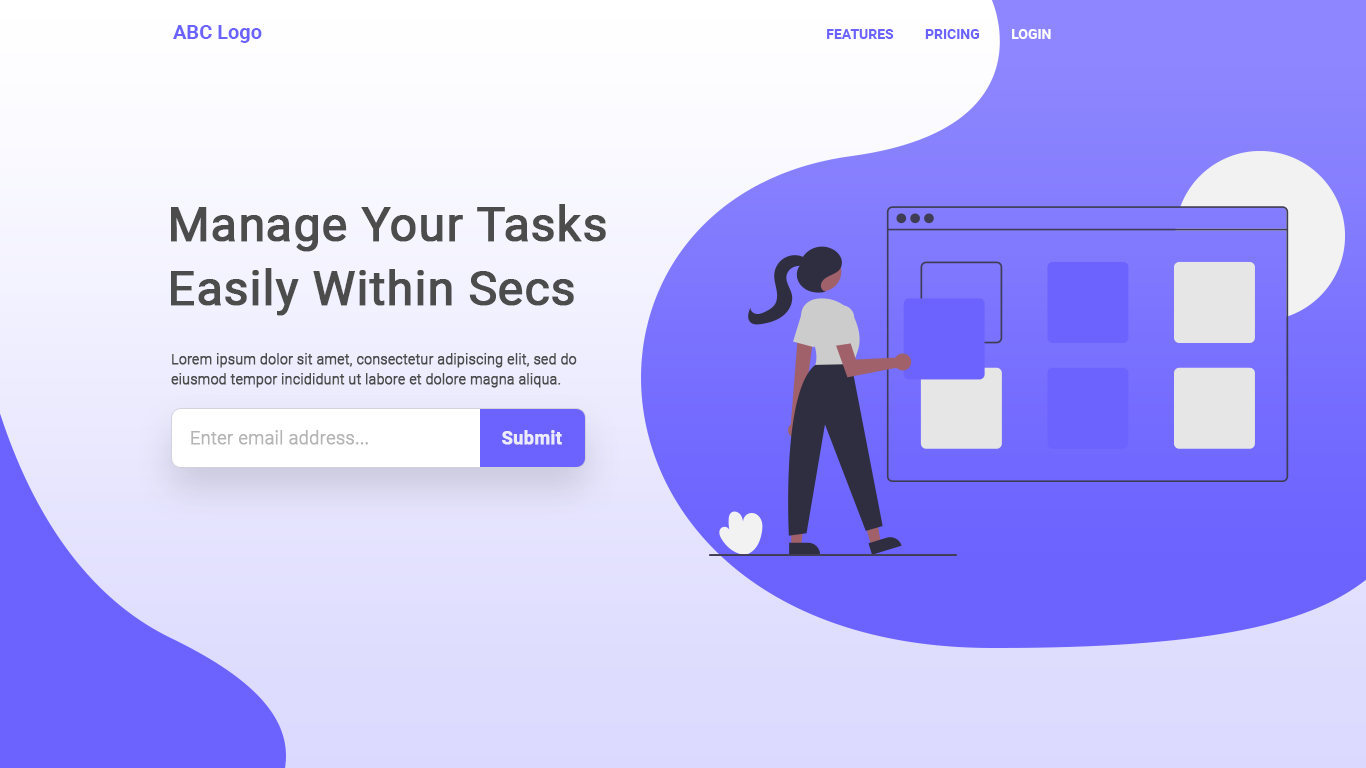 ABC Logo
FEATURES PRICING LOGIN
Manage Your Tasks
Easily Within Secs
Lorem ipsum dolor sit amet, consectetur adipiscing elit, sed do
eiusmod tempor incididunt ut labore et dolore magna aliqua.
Enter email address... Submit